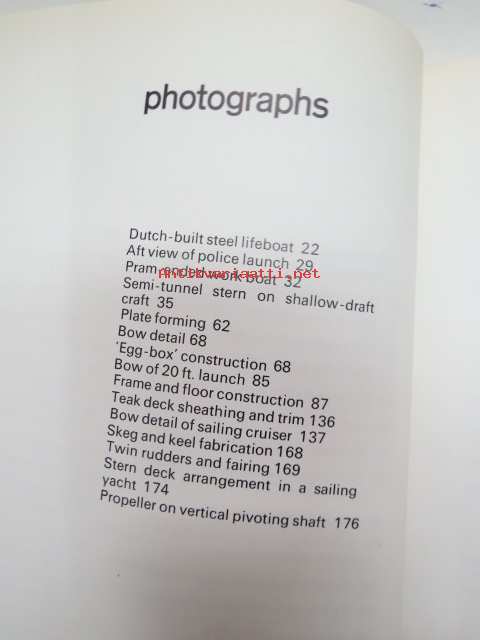 photographs
Dutch-built steel lifeboat 22
Aft view of police launch 29
Pram-ended work boat 32
Antikvariaatti.net
Semi-tunnel stern on shallow-draft
craft 35
Plate forming 62
Bow detail 68
'Egg-box' construction 68
Bow of 20 ft. launch 85
Frame and floor construction 87
Teak deck sheathing and trim 136
Bow detail of sailing cruiser 137
Skeg and keel fabrication 168
Twin rudders and fairing 169
Stern deck arrangement in a sailing
yacht 174
Propeller on vertical pivoting shaft 176